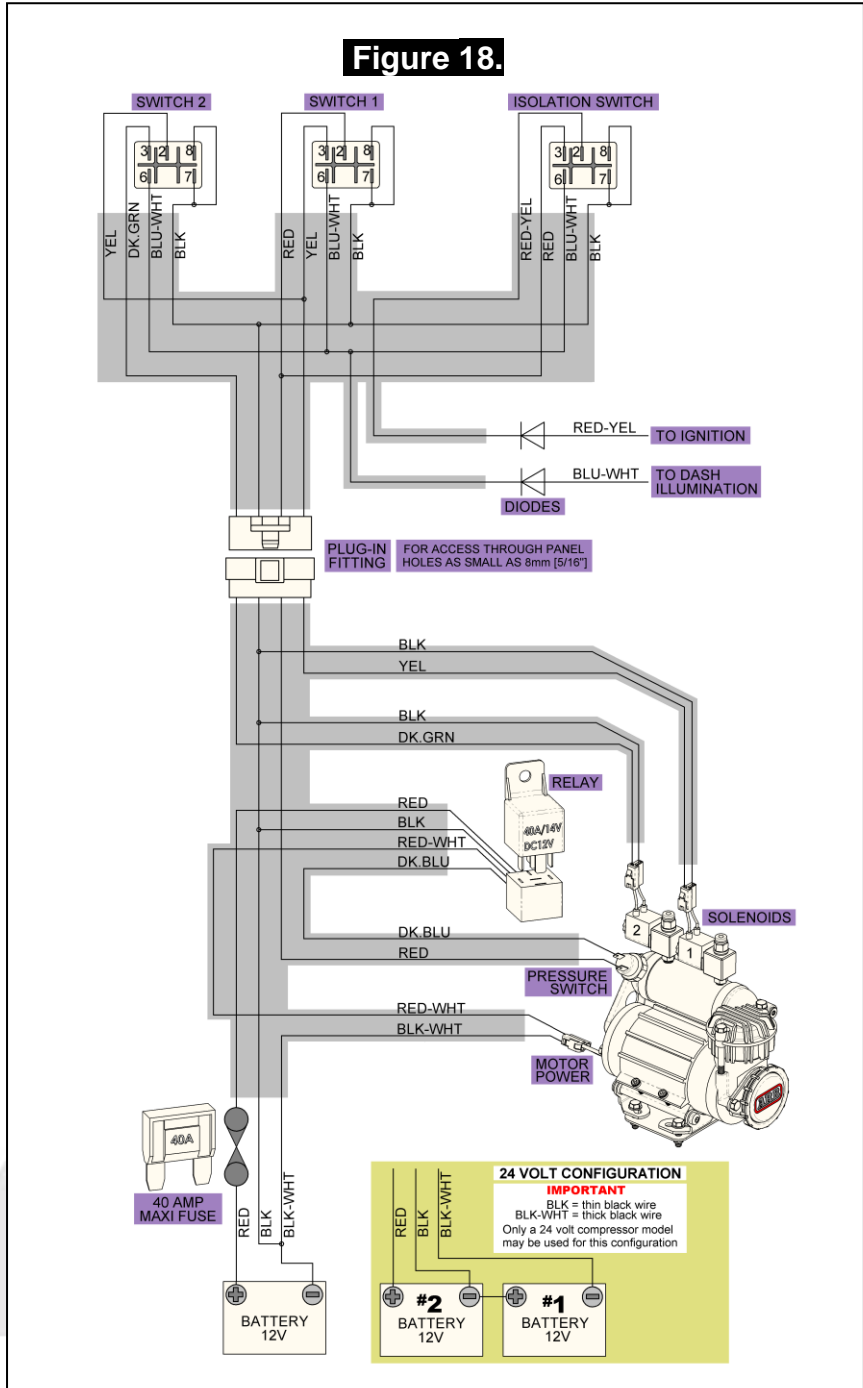 Figure 18.
SWITCH 2
SWITCH 1
ISOLATION SWITCH
3 2 8
6 7
3 2 8
6 7
3 2 8
6 7
YEL
DK.GRN
BLU-WHT
BLK
RED
YEL
BLU-WHT
BLK
RED-YEL
RED
BLU-WHT
BLK
RED-YEL
TO IGNITION
BLU-WHT
TO DASH
ILLUMINATION
DIODES
PLUG-IN
FITTING
FOR ACCESS THROUGH PANEL
HOLES AS SMALL AS 8mm [5/16"]
BLK
YEL
BLK
DK.GRN
RELAY
40A/14V
DC12V
RED
BLK
RED-WHT
DK.BLU
2
1
SOLENOIDS
DK.BLU
RED
PRESSURE
SWITCH
RED-WHT
BLK-WHT
MOTOR
POWER
ARB
40A
40 AMP
MAXI FUSE
RED
BLK
BLK-WHT
BATTERY
12V
24 VOLT CONFIGURATION
IMPORTANT
BLK = thin black wire
BLK-WHT = thick black wire
Only a 24 volt compressor model
may be used for this configuration
RED
BLK
BLK-WHT
#2
BATTERY
12V
#1
BATTERY
12V